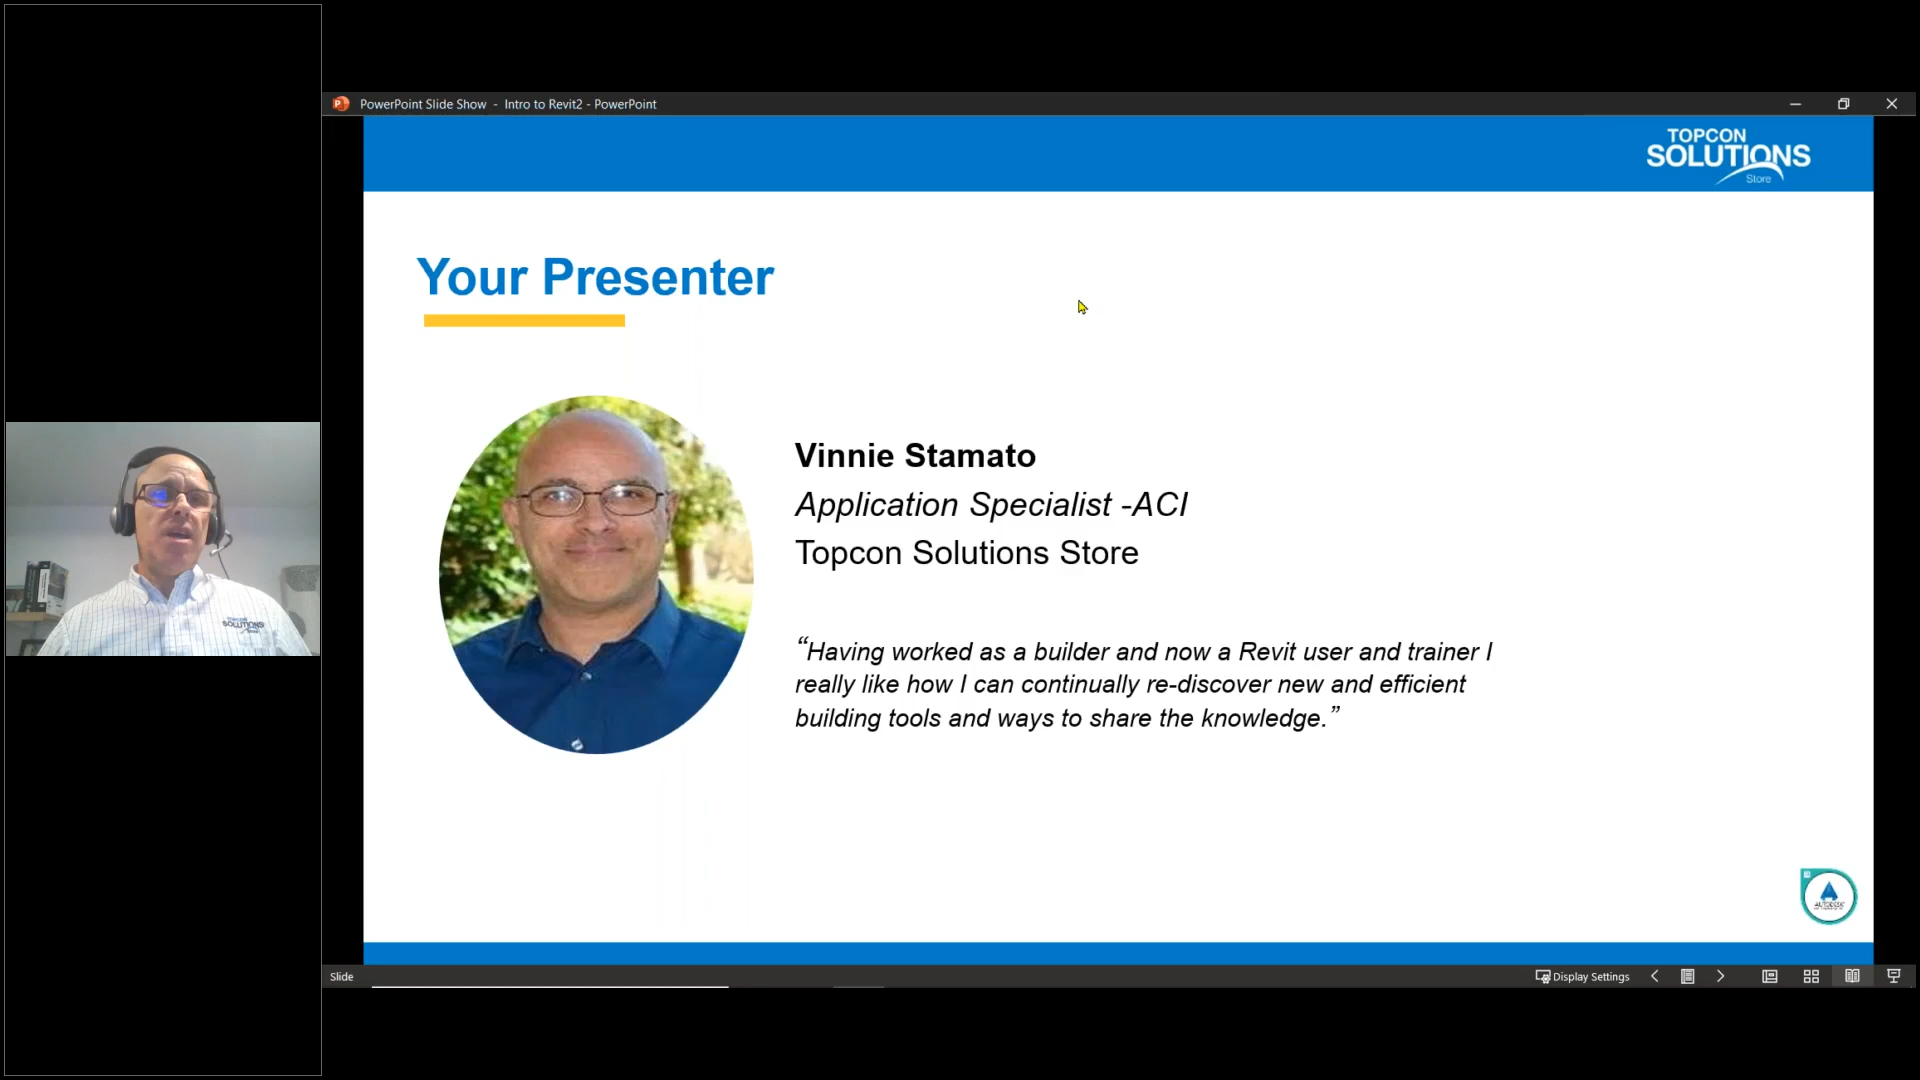 PowerPoint Slide Show - Intro to Revit2 - PowerPoint
TOPCON
SOLUTIONS
Store
Your Presenter
Vinnie Stamato
Application Specialist -ACI
Topcon Solutions Store
“Having worked as a builder and now a Revit user and trainer I
really like how I can continually re-discover new and efficient
building tools and ways to share the knowledge.”
SOLUTIONS
AUTODESK
Slide
Display Settings